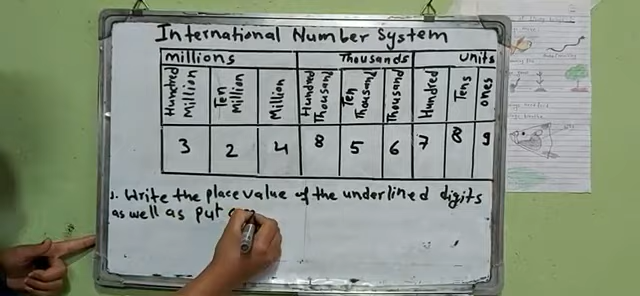 International Number System
millions Thousands units
Hundred Million Ten Million Million Hundred Thousand Ten Thousand Thousand Hundred Tens ones
3 2 4 8 5 6 7 8 9
1. Write the place value of the underlined digits
as well as put